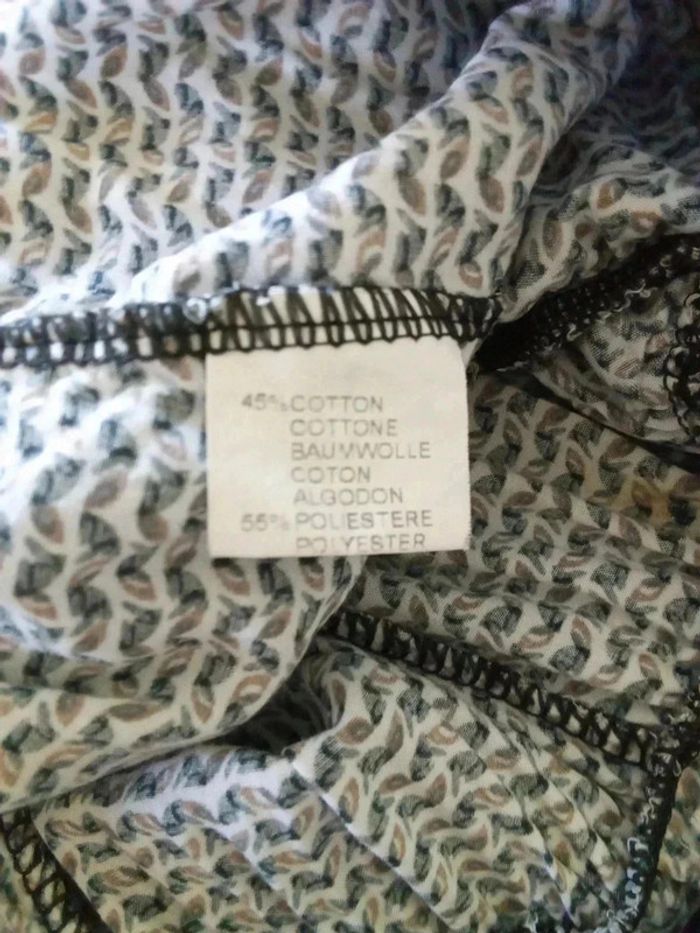 45% COTTON
COTTONE
BAUMWOLLE
COTON
ALGODON
55% POLIESTERE
POLYESTER